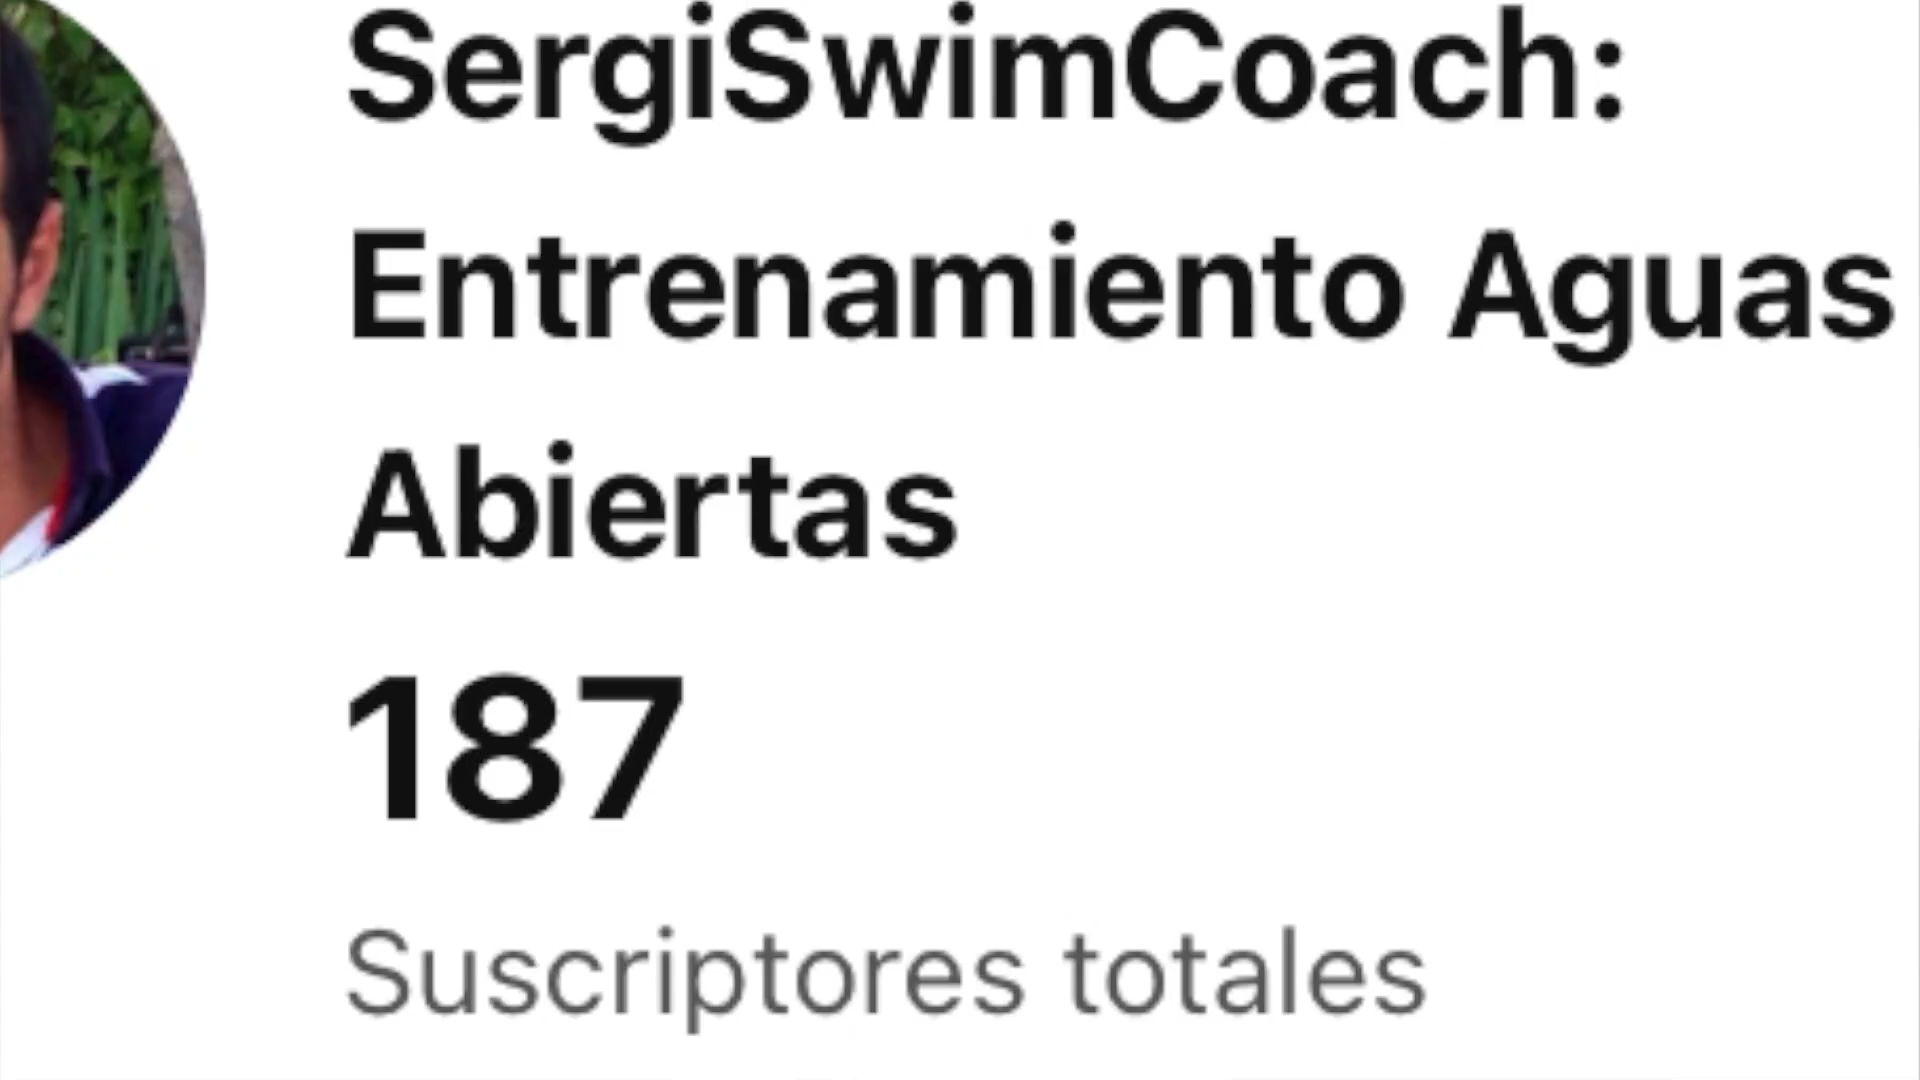 SergiSwimCoach:
Entrenamiento Aguas
Abiertas
187
Suscriptores totales